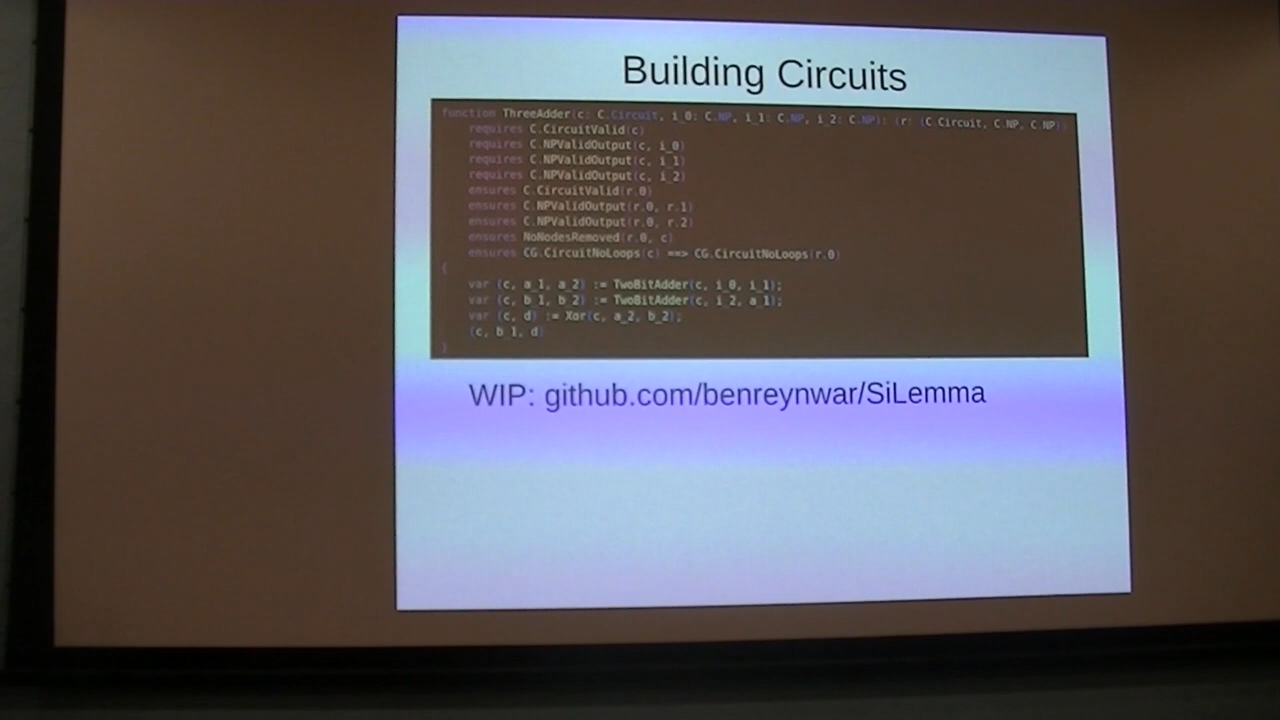 Building Circuits
function ThreeAdder(c: C.Circuit, i_0: C.NP, i_1: C.NP, i_2: C.NP): (r: (C.Circuit, C.NP, C.NP))
requires C.CircuitValid(c)
requires C.NPValidOutput(c, i_0)
requires C.NPValidOutput(c, i_1)
requires C.NPValidOutput(c, i_2)
ensures C.CircuitValid(r.0)
ensures C.NPValidOutput(r.0, r.1)
ensures C.NPValidOutput(r.0, r.2)
ensures NoNodesRemoved(r.0, c)
ensures CG.CircuitNoLoops(c) ==> CG.CircuitNoLoops(r.0)
{
var (c, a_1, a_2) := TwoBitAdder(c, i_0, i_1);
var (c, b_1, b_2) := TwoBitAdder(c, i_2, a_1);
var (c, d) := Xor(c, a_2, b_2);
(c, b_1, d)
}
WIP: github.com/benreynwar/SiLemma